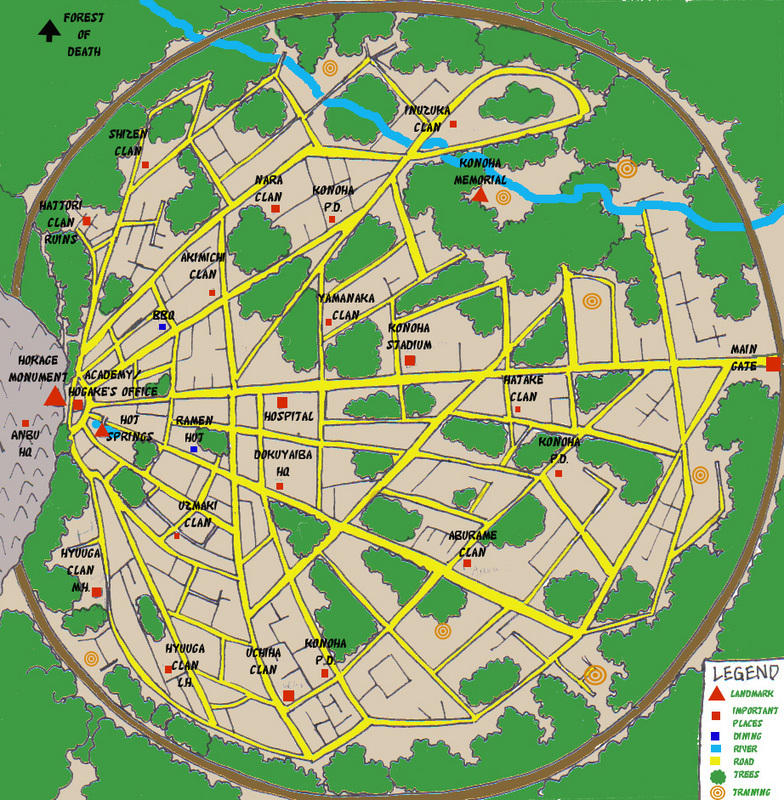 FOREST
OF
DEATH
INUZUKA
CLAN
SHIZEN
CLAN
KONOHA
MEMORIAL
NARA
CLAN
KONOHA
P.D.
HATTORI
CLAN
RUINS
AKIMICHI
CLAN
YAMANAKA
CLAN
BBQ
KONOHA
STADIUM
MAIN
GATE
HOKAGE
MONUMENT
ACADEMY/
HOGAKE'S OFFICE
HATAKE
CLAN
HOSPITAL
HOT
SPRINGS
RAMEN
HOT
ANBU
HQ
KONOHA
P.D.
DOKUYAIBA
HQ
UZMAKI
CLAN
ABURAME
CLAN
HYUUGA
CLAN
M.H.
HYUUGA
CLAN
L.H.
UCHIHA
CLAN
KONOHA
P.D.
LEGEND
LANDMARK
IMPORTANT
PLACES
DINING
RIVER
ROAD
TREES
TRAINING